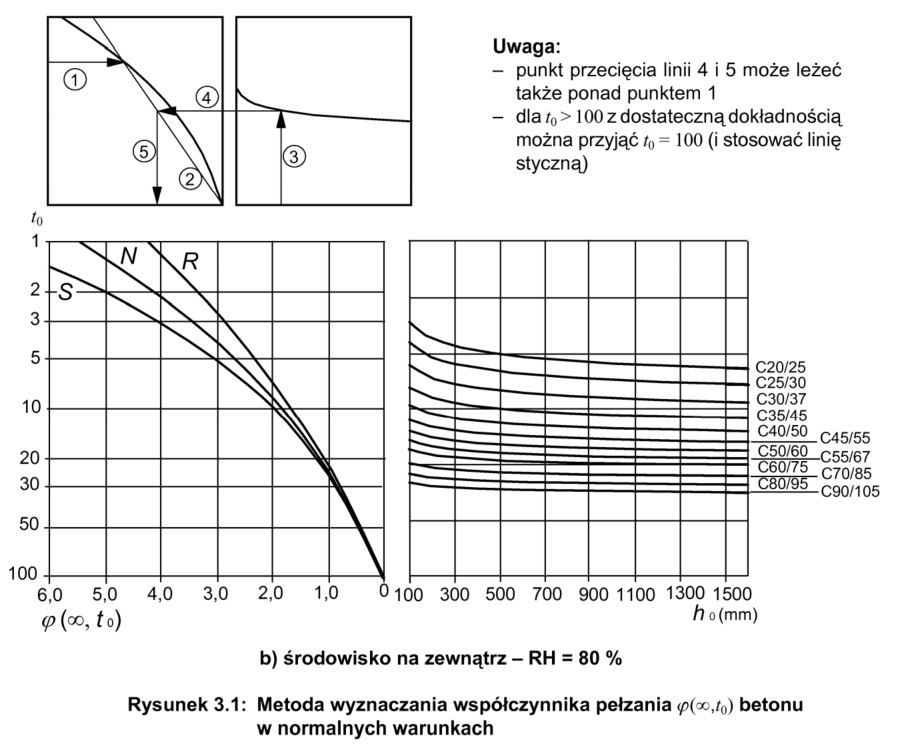 Uwaga:
– punkt przecięcia linii 4 i 5 może leżeć
także ponad punktem 1
– dla t₀ > 100 z dostateczną dokładnością
można przyjąć t₀ = 100 (i stosować linię
styczną)
1
2
3
4
5
t₀
1
2
3
5
10
20
30
50
100
S
N
R
6,0 5,0 4,0 3,0 2,0 1,0 0
φ (∞, t₀)
C20/25
C25/30
C30/37
C35/45
C40/50
C45/55
C50/60
C55/67
C60/75
C70/85
C80/95
C90/105
100 300 500 700 900 1100 1300 1500
h₀ (mm)
b) środowisko na zewnątrz – RH = 80 %
Rysunek 3.1: Metoda wyznaczania współczynnika pełzania φ(∞,t₀) betonu
w normalnych warunkach